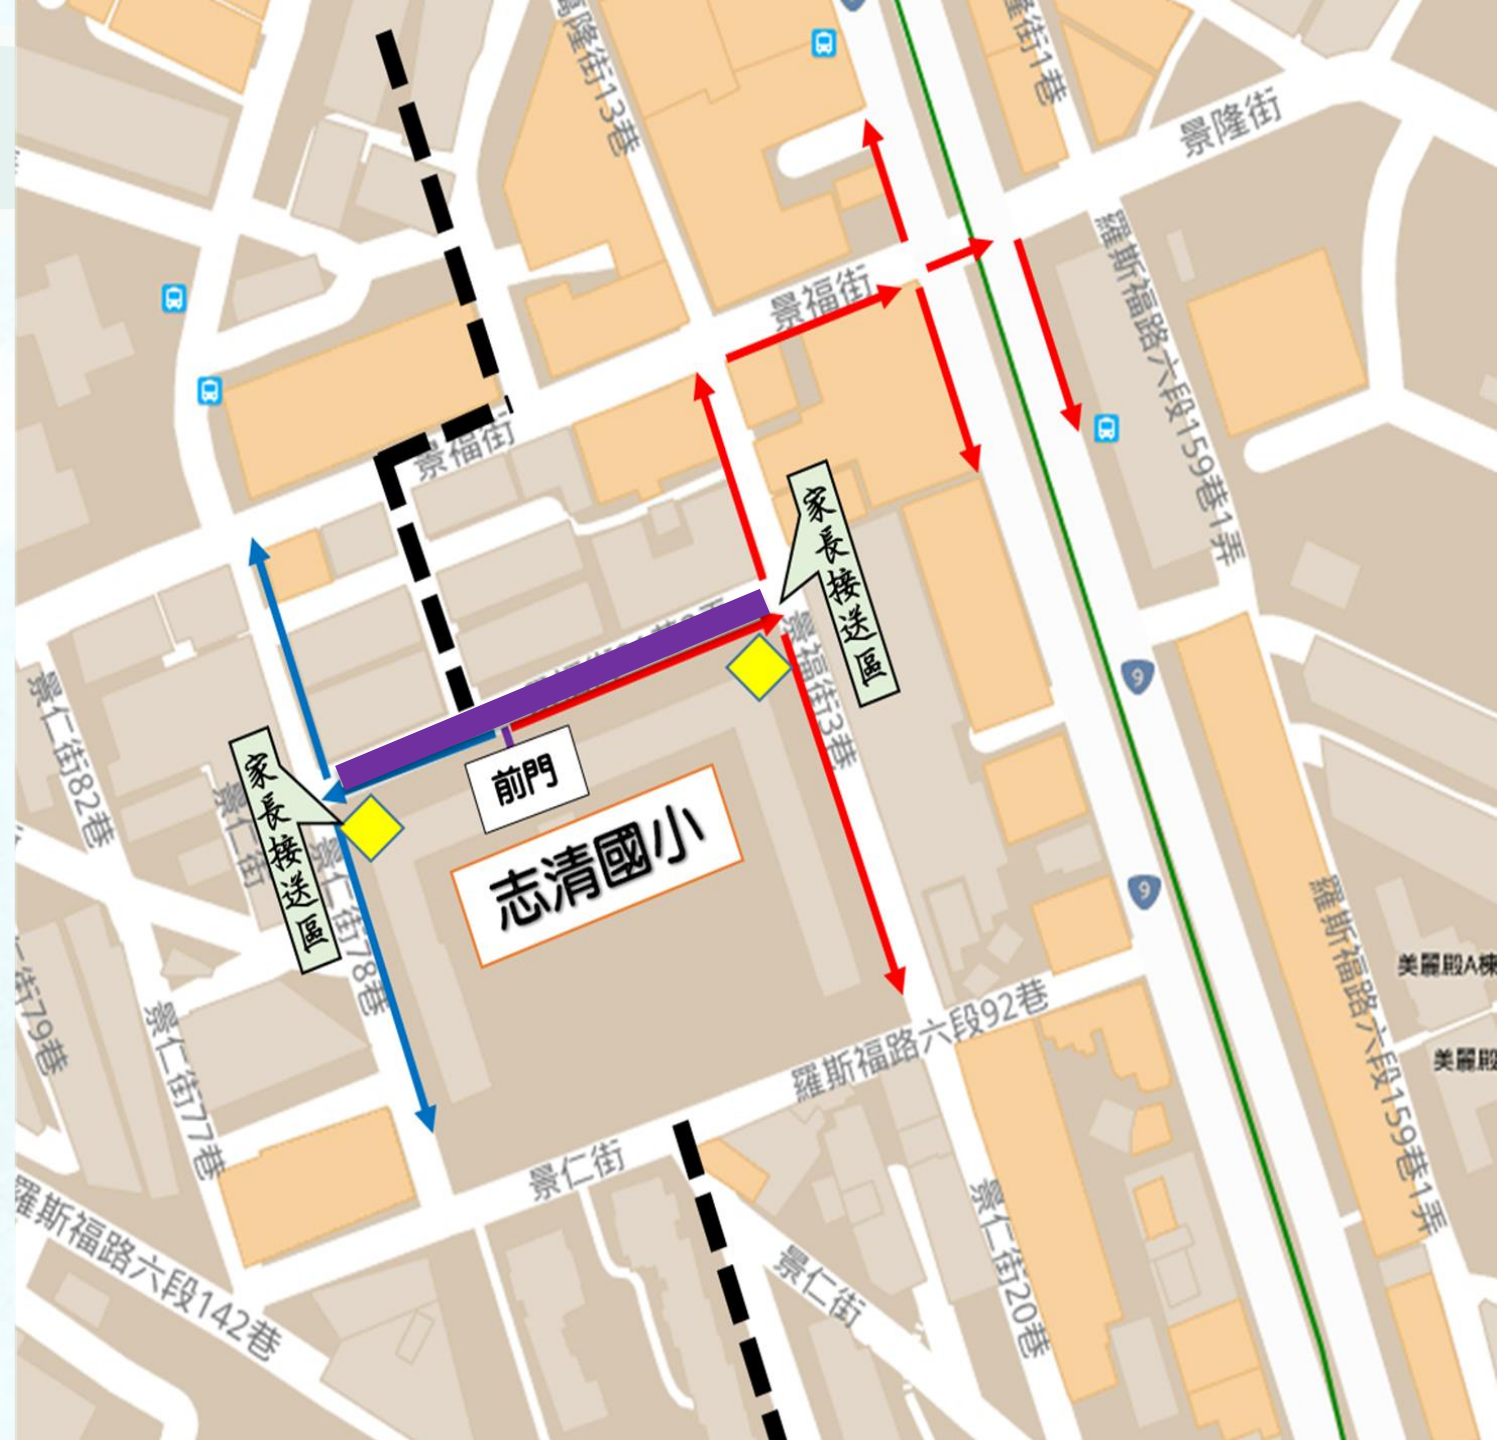 景隆街13巷
隆街1巷
景隆街
羅斯福路六段159巷1弄
景福街
景福街
家長接送區
景福街3巷
9
前門
志清國小
家長接送區
景仁街82巷
景仁街
景仁街78巷
9
羅斯福路六段159巷1弄
美麗殿A棟
美麗殿
仁街79巷
景仁街77巷
羅斯福路六段92巷
景仁街
羅斯福路六段142巷
景仁街
景仁街20巷